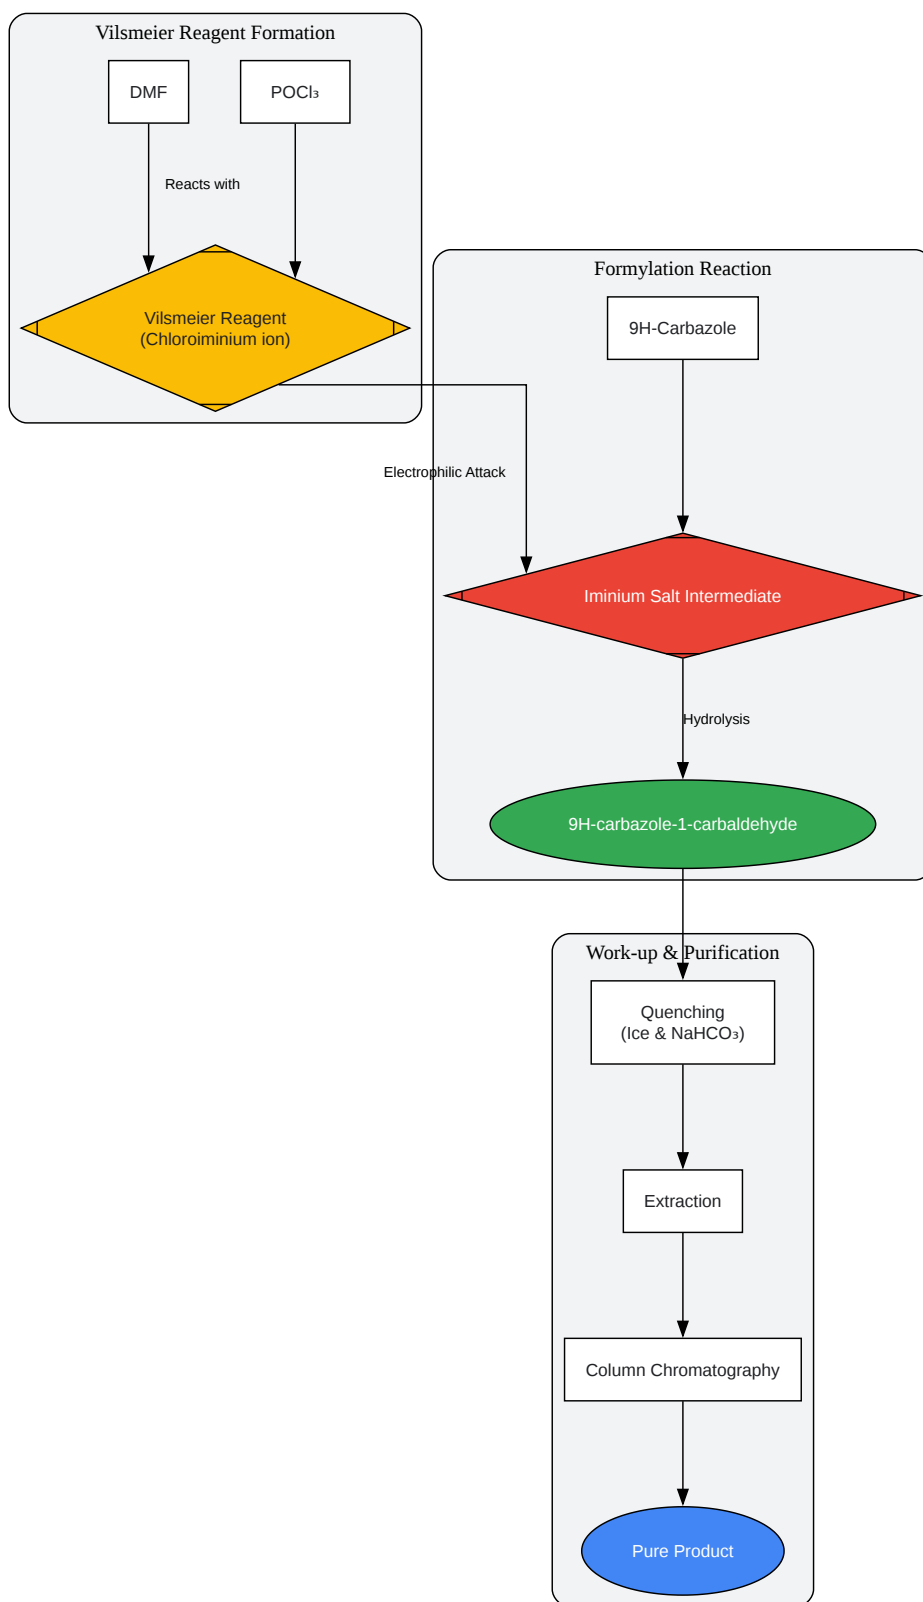 Vilsmeier Reagent Formation
DMF
POCl₃
Reacts with
Vilsmeier Reagent
(Chloroiminium ion)
Formylation Reaction
9H-Carbazole
Electrophilic Attack
Iminium Salt Intermediate
Hydrolysis
9H-carbazole-1-carbaldehyde
Work-up & Purification
Quenching
(Ice & NaHCO₃)
Extraction
Column Chromatography
Pure Product